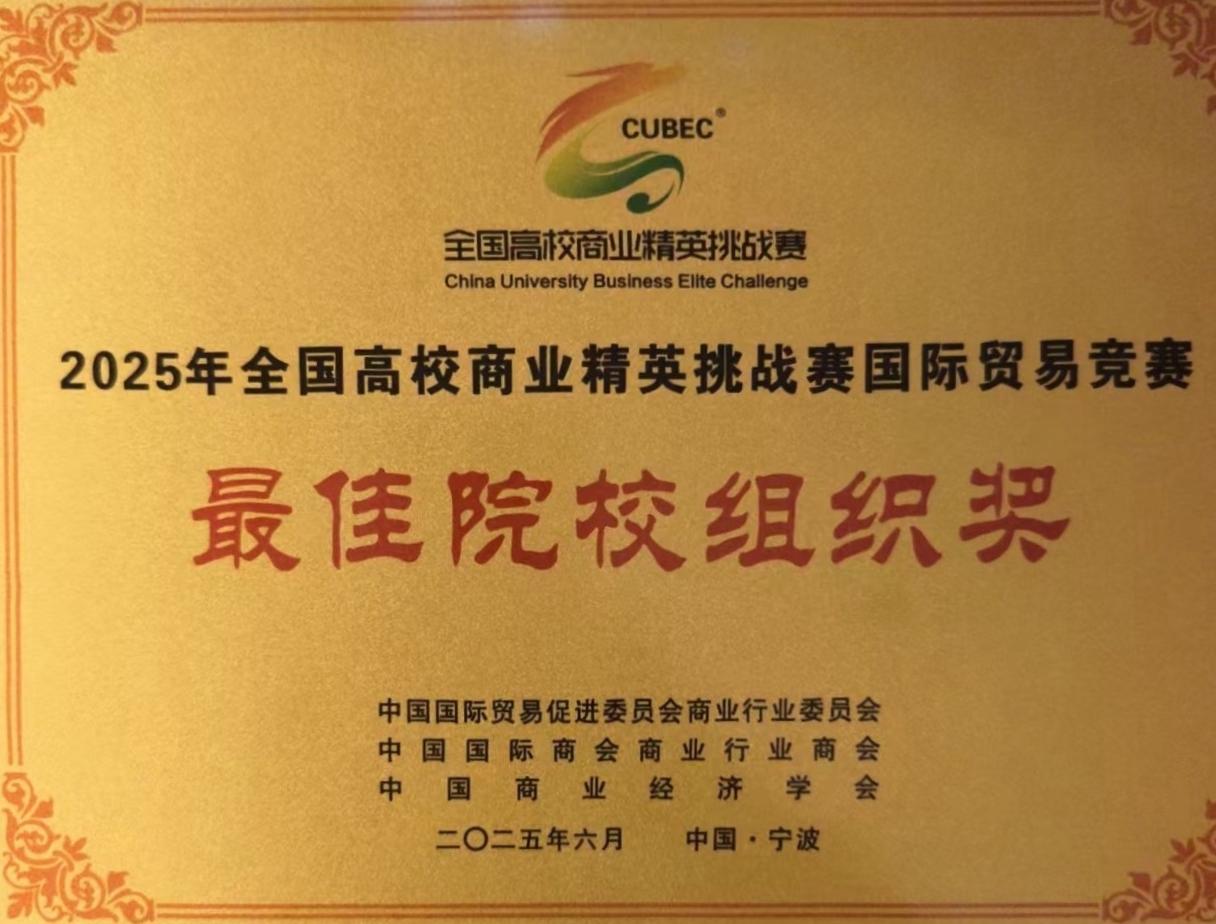 CUBEC®
全国高校商业精英挑战赛
China University Business Elite Challenge
2025年全国高校商业精英挑战赛国际贸易竞赛
最佳院校组织奖
中国国际贸易促进委员会商业行业委员会
中国国际商会商业行业商会
中国商业经济学会
二〇二五年六月 中国·宁波